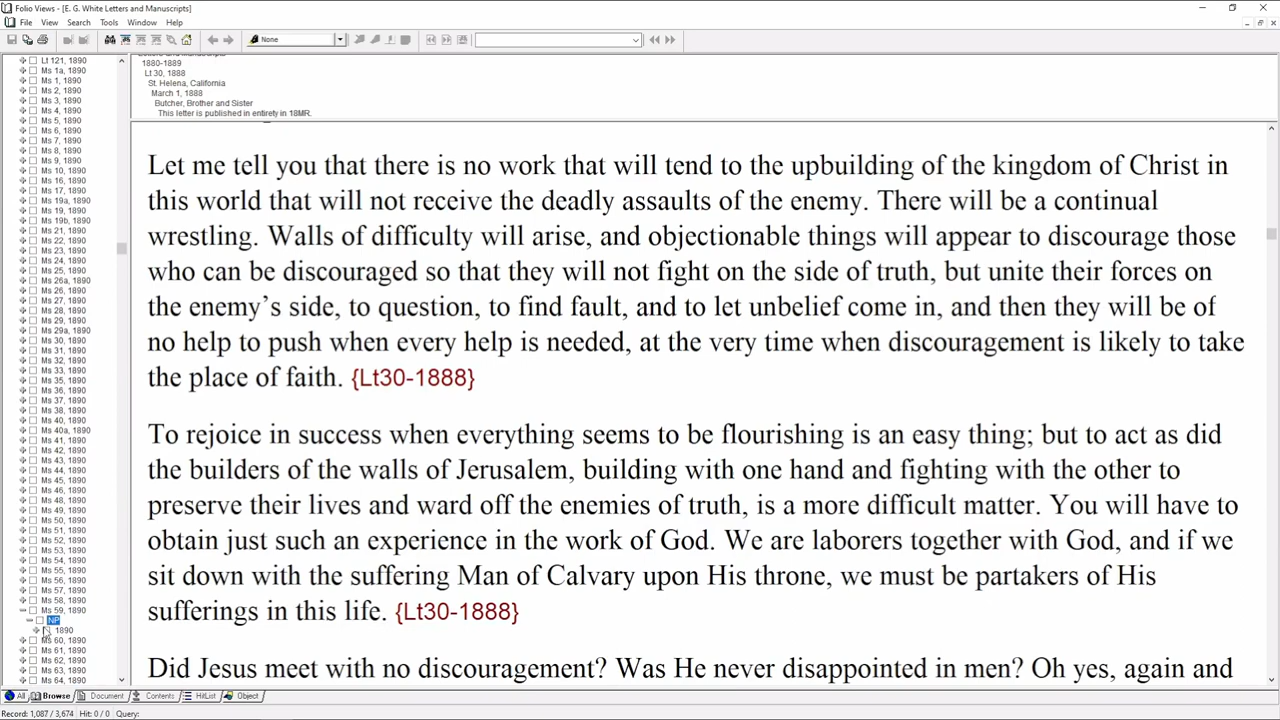 Folio Views - [E. G. White Letters and Manuscripts]
File View Search Tools Window Help
None
Lt 121, 1890
Ms 1a, 1890
Ms 1, 1890
Ms 2, 1890
Ms 3, 1890
Ms 4, 1890
Ms 5, 1890
Ms 6, 1890
Ms 7, 1890
Ms 8, 1890
Ms 9, 1890
Ms 10, 1890
Ms 16, 1890
Ms 17, 1890
Ms 19a, 1890
Ms 19, 1890
Ms 19b, 1890
Ms 21, 1890
Ms 22, 1890
Ms 23, 1890
Ms 24, 1890
Ms 25, 1890
Ms 26a, 1890
Ms 26, 1890
Ms 27, 1890
Ms 28, 1890
Ms 29, 1890
Ms 29a, 1890
Ms 30, 1890
Ms 31, 1890
Ms 32, 1890
Ms 33, 1890
Ms 35, 1890
Ms 36, 1890
Ms 37, 1890
Ms 38, 1890
Ms 40, 1890
Ms 40a, 1890
Ms 41, 1890
Ms 42, 1890
Ms 43, 1890
Ms 44, 1890
Ms 45, 1890
Ms 46, 1890
Ms 48, 1890
Ms 49, 1890
Ms 50, 1890
Ms 51, 1890
Ms 52, 1890
Ms 53, 1890
Ms 54, 1890
Ms 55, 1890
Ms 56, 1890
Ms 57, 1890
Ms 58, 1890
Ms 59, 1890
NP
1890
Ms 60, 1890
Ms 61, 1890
Ms 62, 1890
Ms 63, 1890
Ms 64, 1890
1880-1889
Lt 30, 1888
St. Helena, California
March 1, 1888
Butcher, Brother and Sister
This letter is published in entirety in 18MR.
Let me tell you that there is no work that will tend to the upbuilding of the kingdom of Christ in
this world that will not receive the deadly assaults of the enemy. There will be a continual
wrestling. Walls of difficulty will arise, and objectionable things will appear to discourage those
who can be discouraged so that they will not fight on the side of truth, but unite their forces on
the enemy’s side, to question, to find fault, and to let unbelief come in, and then they will be of
no help to push when every help is needed, at the very time when discouragement is likely to take
the place of faith. {Lt30-1888}
To rejoice in success when everything seems to be flourishing is an easy thing; but to act as did
the builders of the walls of Jerusalem, building with one hand and fighting with the other to
preserve their lives and ward off the enemies of truth, is a more difficult matter. You will have to
obtain just such an experience in the work of God. We are laborers together with God, and if we
sit down with the suffering Man of Calvary upon His throne, we must be partakers of His
sufferings in this life. {Lt30-1888}
Did Jesus meet with no discouragement? Was He never disappointed in men? Oh yes, again and
All Browse Document Contents HitList Object
Record: 1,087 / 3,674 Hit: 0 / 0 Query: